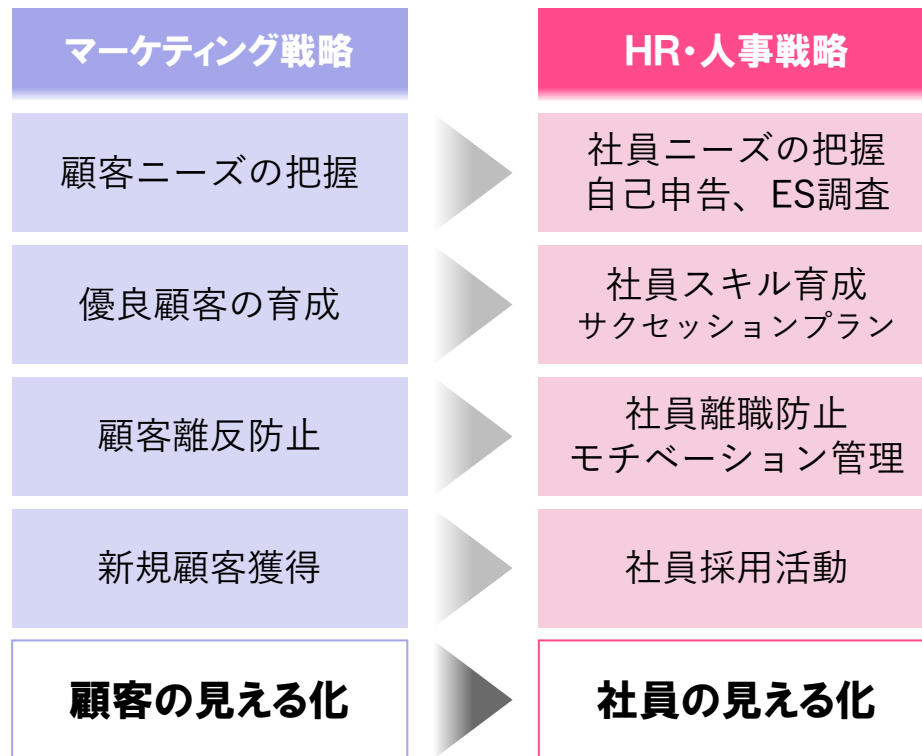 マーケティング戦略
HR・人事戦略
顧客ニーズの把握
社員ニーズの把握
自己申告、ES調査
優良顧客の育成
社員スキル育成
サクセッションプラン
顧客離反防止
社員離職防止
モチベーション管理
新規顧客獲得
社員採用活動
顧客の見える化
社員の見える化